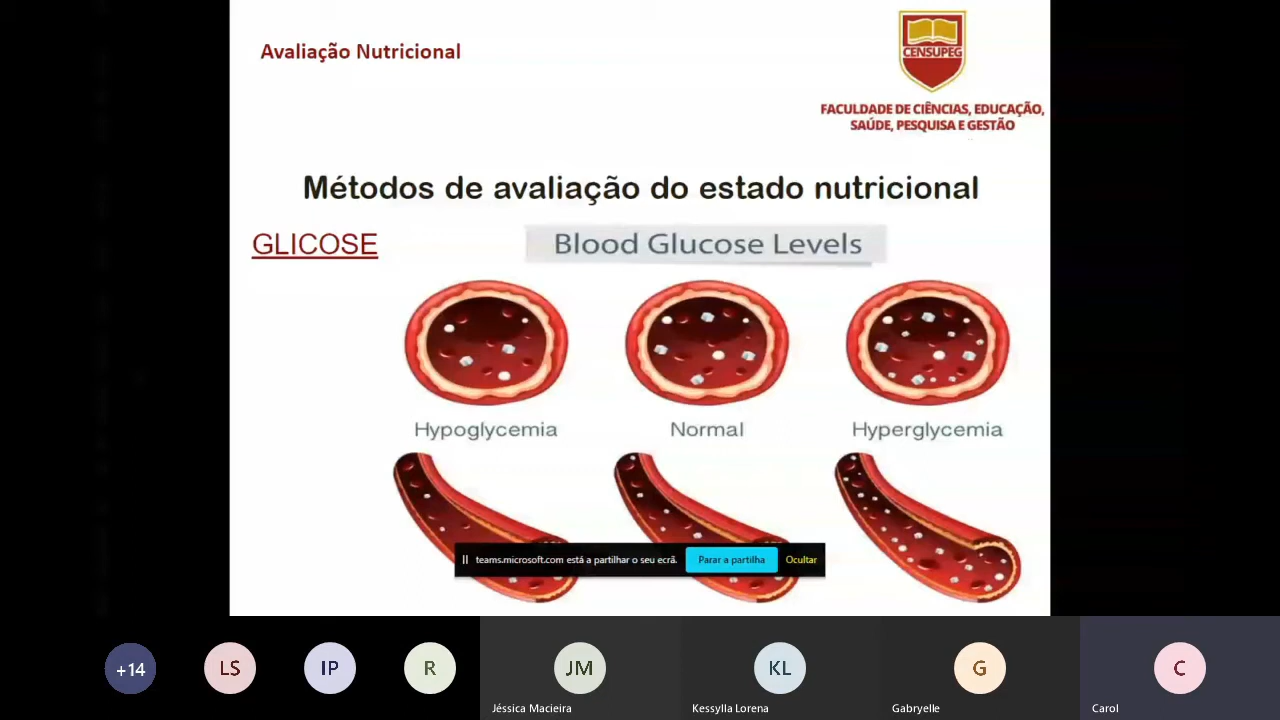 Avaliação Nutricional
CENSUPEG
FACULDADE DE CIÊNCIAS, EDUCAÇÃO,
SAÚDE, PESQUISA E GESTÃO
Métodos de avaliação do estado nutricional
GLICOSE
Blood Glucose Levels
Hypoglycemia
Normal
Hyperglycemia
teams.microsoft.com está a partilhar o seu ecrã.
Parar a partilha
Ocultar
+14
LS
IP
R
JM
KL
G
C
Jéssica Macieira
Kessylla Lorena
Gabryelle
Carol